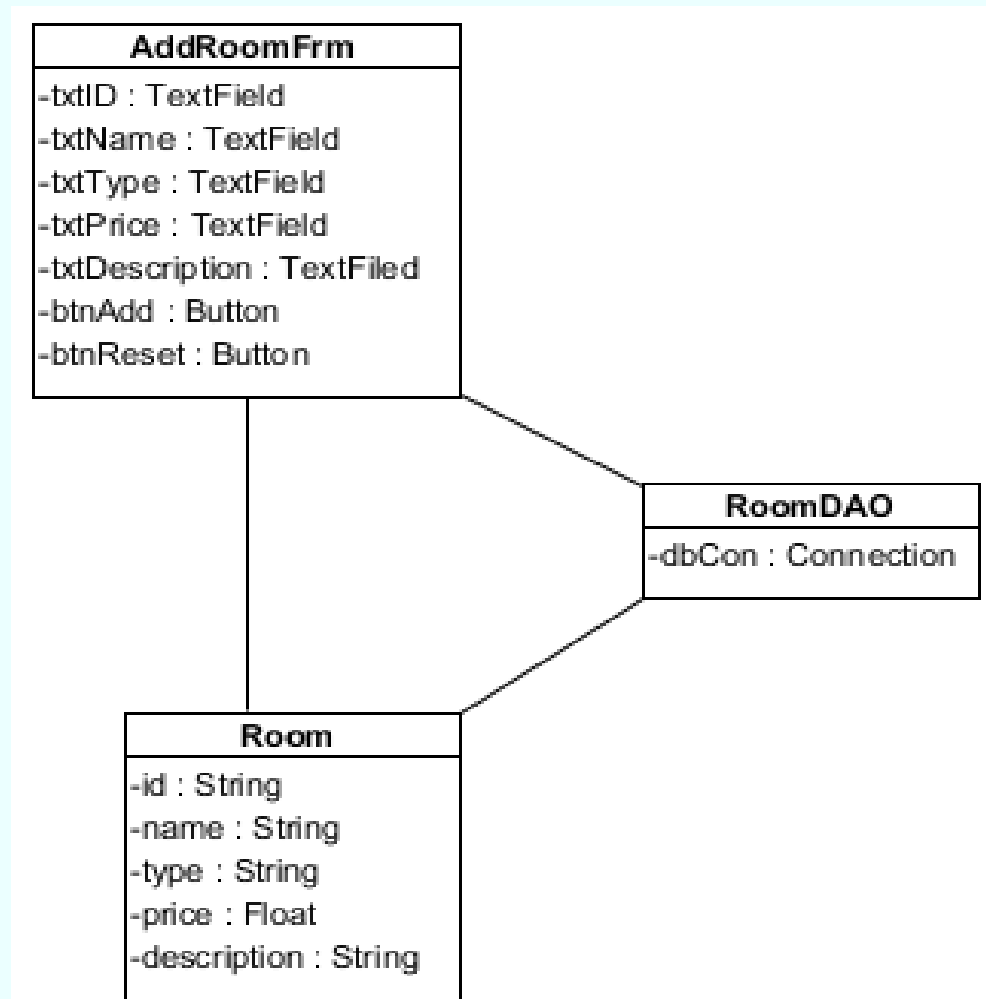 AddRoomFrm
-txtID : TextField
-txtName : TextField
-txtType : TextField
-txtPrice : TextField
-txtDescription : TextFiled
-btnAdd : Button
-btnReset : Button
RoomDAO
-dbCon : Connection
Room
-id : String
-name : String
-type : String
-price : Float
-description : String